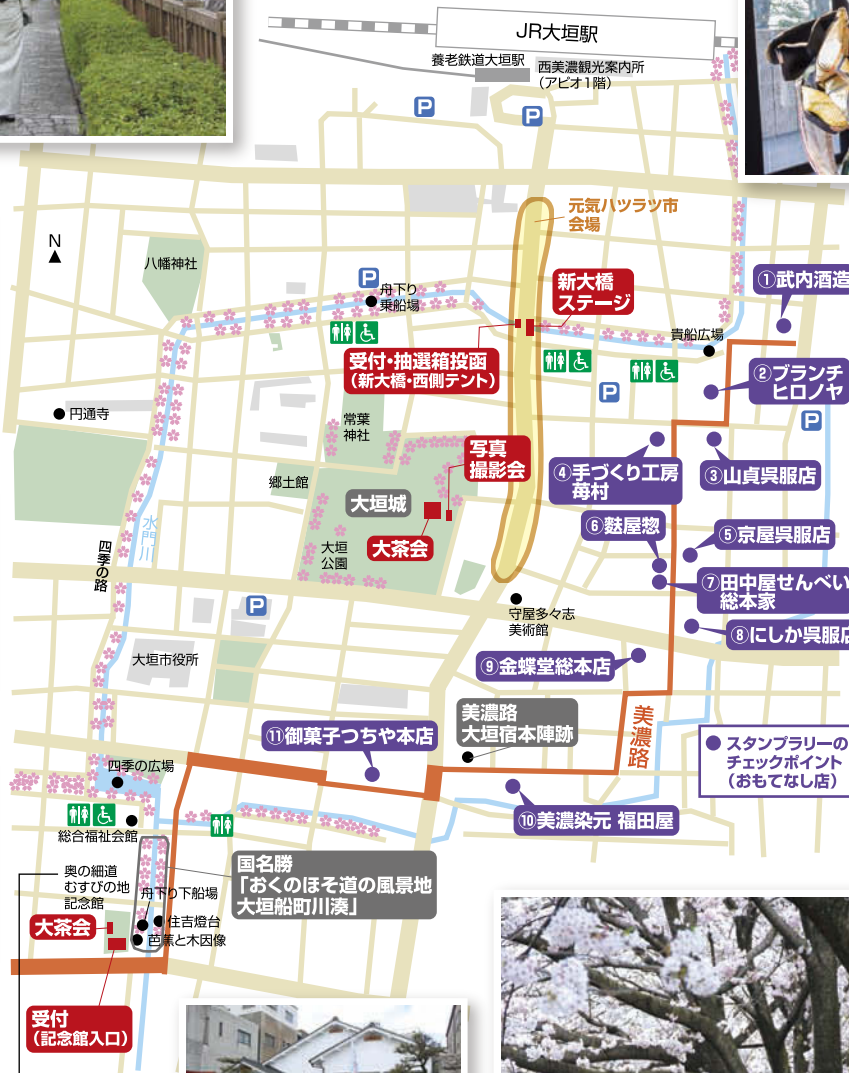 JR大垣駅
養老鉄道大垣駅
西美濃観光案内所
（アピオ1階）
P
P
元気ハツラツ市
会場
N
八幡神社
P
舟下り
乗船場
新大橋
ステージ
①武内酒造
貴船広場
受付・抽選箱投函
（新大橋・西側テント）
②ブランチ
ヒロノヤ
P
P
円通寺
常葉
神社
写真
撮影会
④手づくり工房
苺村
③山貞呉服店
郷土館
大垣城
⑥麩屋惣
⑤京屋呉服店
水門川
四季の路
大茶会
大垣
公園
⑦田中屋せんべい
総本家
P
守屋多々志
美術館
⑧にしか呉服店
大垣市役所
⑨金蝶堂総本店
美濃路
大垣宿本陣跡
美濃路
⑪御菓子つちや本店
スタンプラリーの
チェックポイント
（おもてなし店）
四季の広場
⑩美濃染元 福田屋
総合福祉会館
国名勝
「おくのほそ道の風景地
大垣船町川湊」
奥の細道
むすびの地
記念館
舟下り下船場
大茶会
住吉燈台
芭蕉と木因像
受付
（記念館入口）